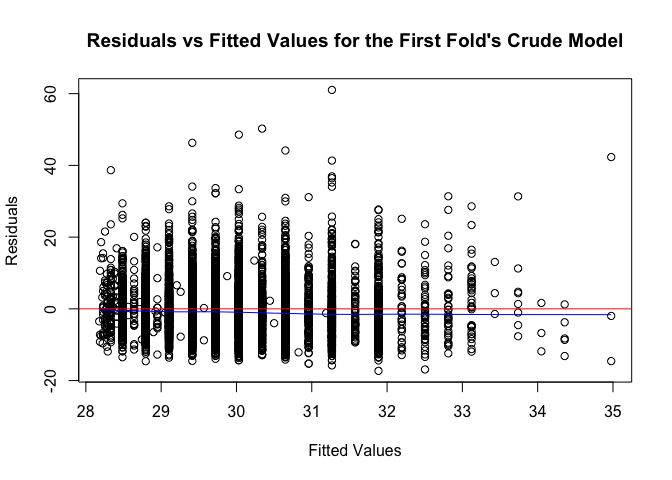 Residuals vs Fitted Values for the First Fold's Crude Model
Residuals
60
40
20
0
-20
28 29 30 31 32 33 34 35
Fitted Values